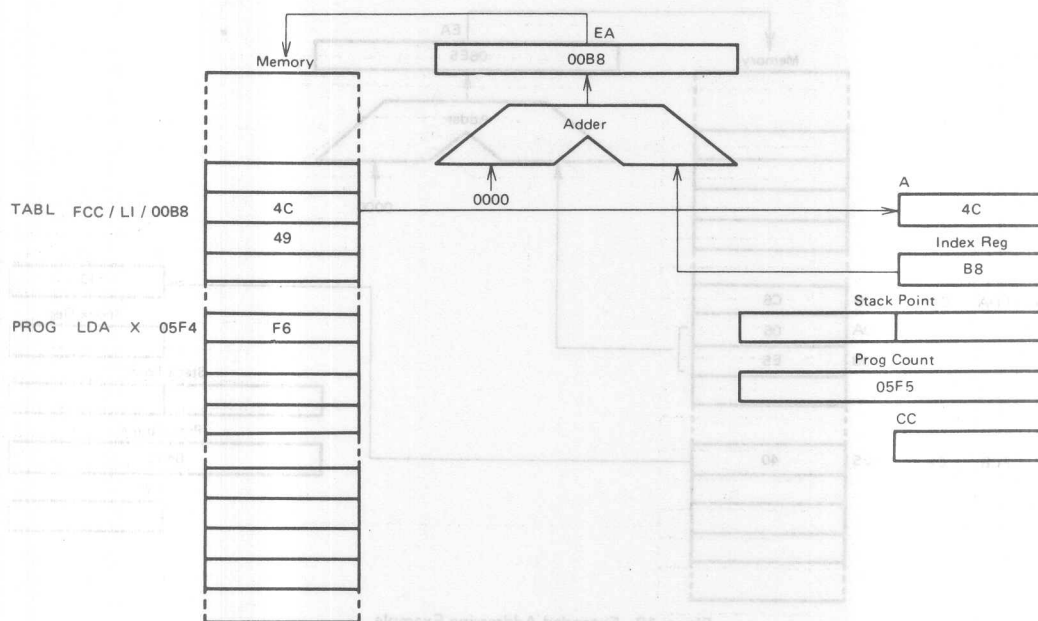 EA
Memory
00B8
Adder
0000
A
TABL FCC / LI / 00B8
4C
4C
49
Index Reg
B8
Stack Point
PROG LDA X 05F4
F6
Prog Count
05F5
CC